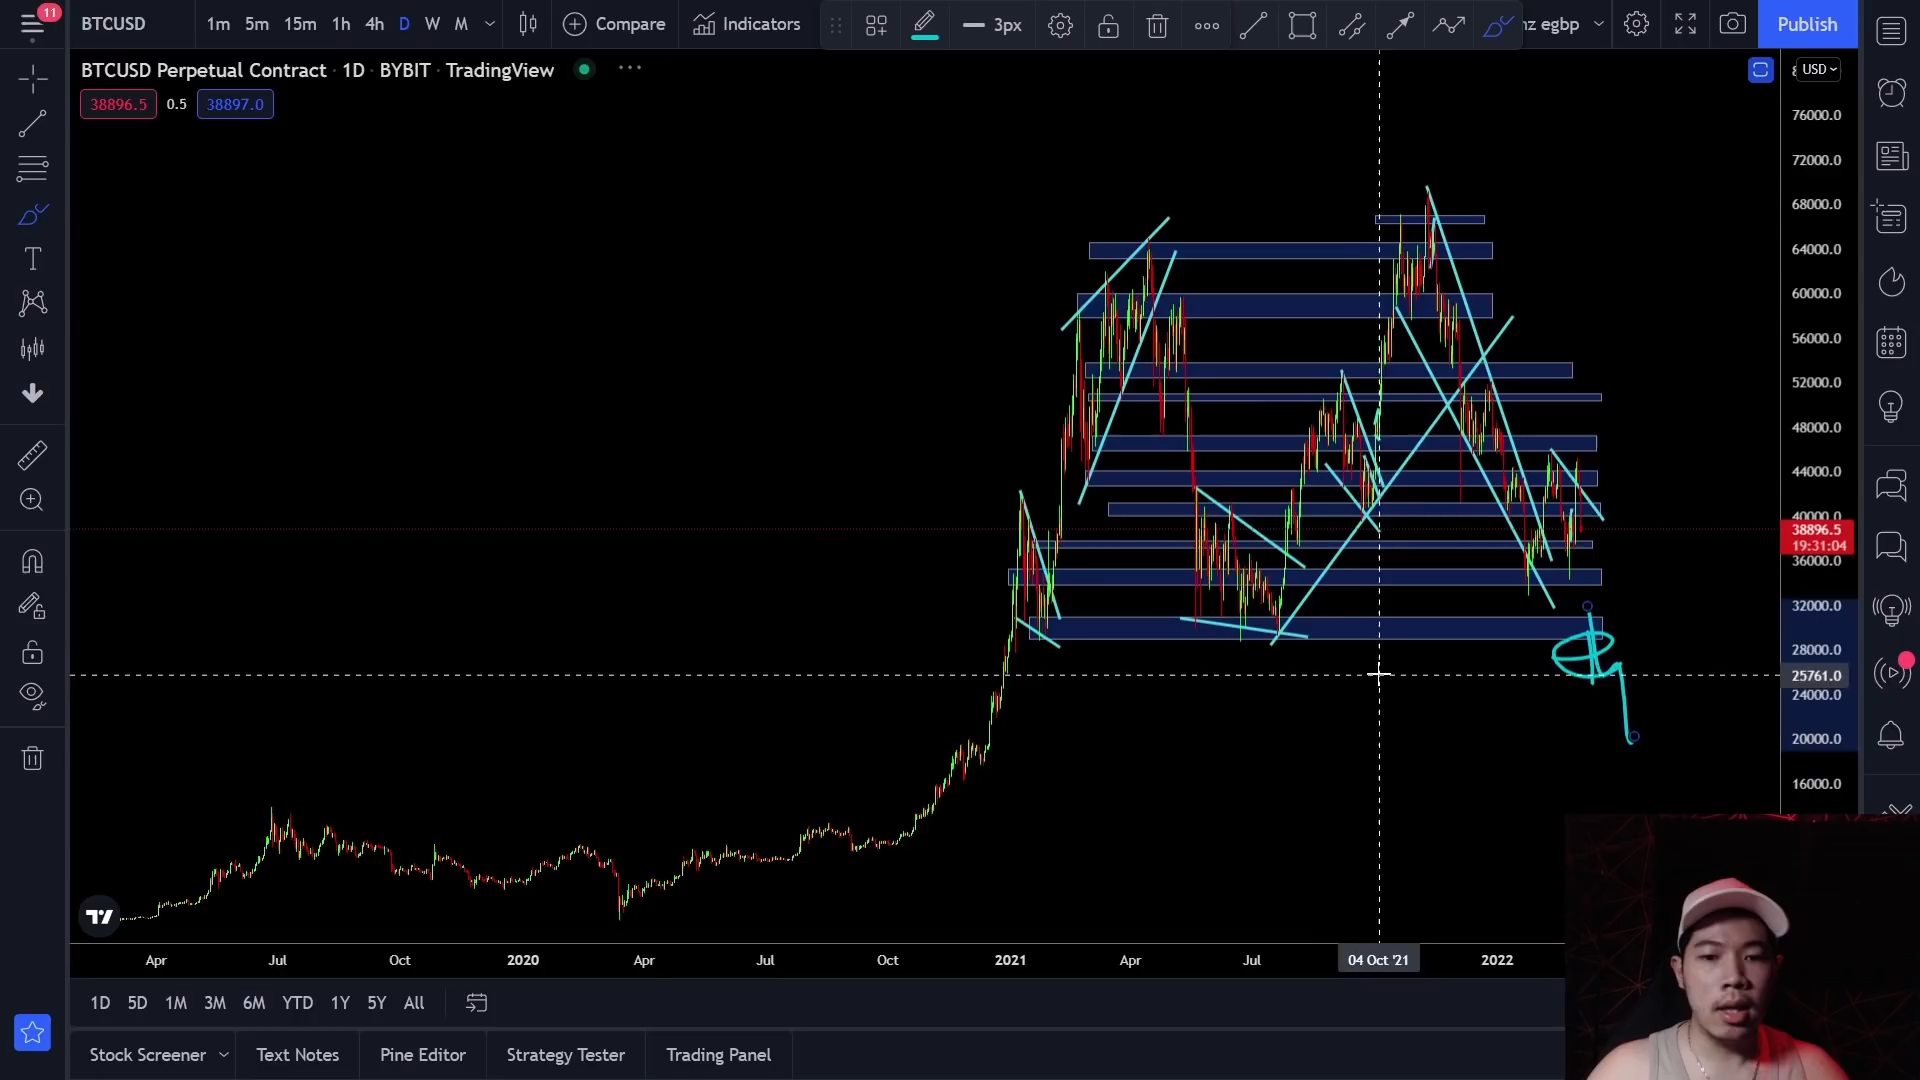 11
BTCUSD
1m 5m 15m 1h 4h D W M
Compare
Indicators
3px
egbp
Publish
BTCUSD Perpetual Contract · 1D · BYBIT · TradingView
USD
38896.5 0.5 38897.0
76000.0
72000.0
68000.0
64000.0
60000.0
56000.0
52000.0
48000.0
44000.0
40000.0
38896.5
19:31:04
36000.0
32000.0
28000.0
25761.0
24000.0
20000.0
16000.0
Apr Jul Oct 2020 Apr Jul Oct 2021 Apr Jul 04 Oct '21 2022
1D 5D 1M 3M 6M YTD 1Y 5Y All
Stock Screener Text Notes Pine Editor Strategy Tester Trading Panel